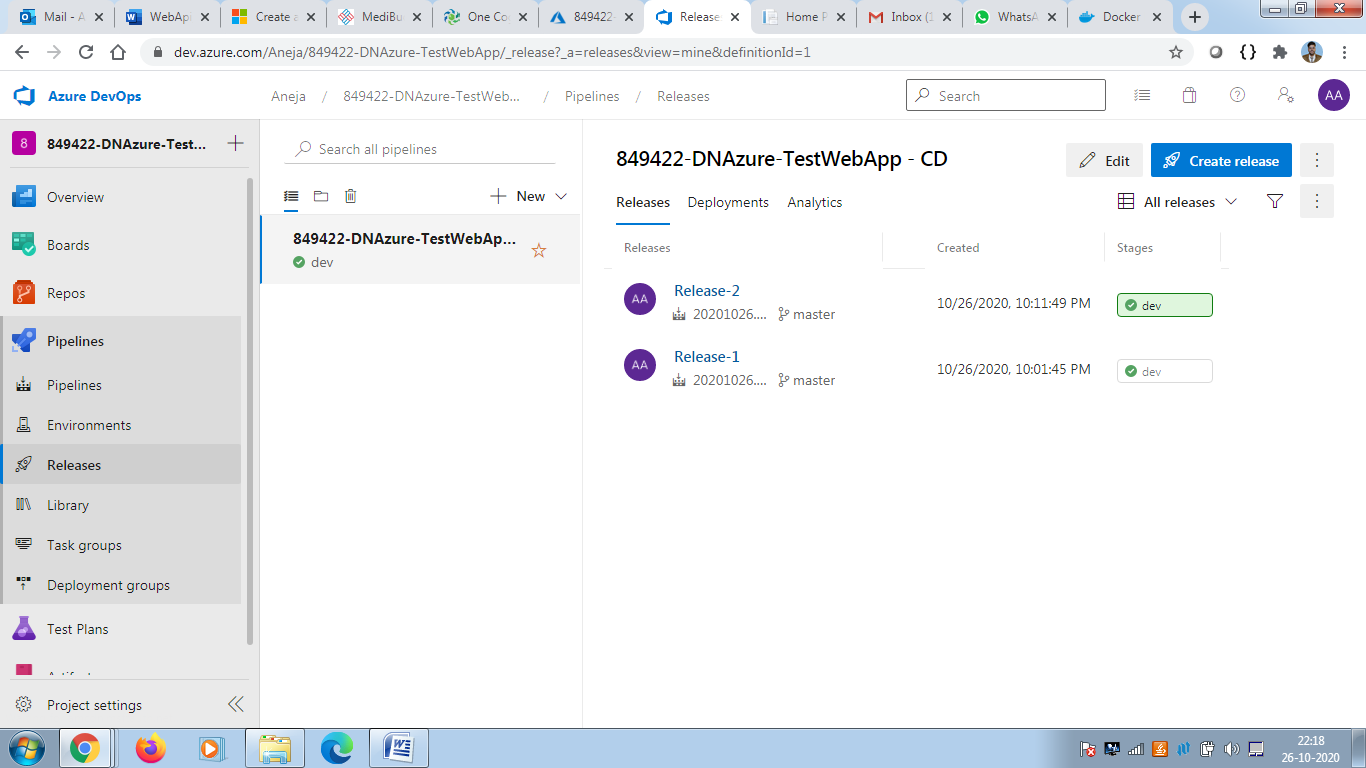 Mail - A
WebAp
Create a
MediBu
One Co
849422
Release
Home P
Inbox (1
WhatsA
Docker
dev.azure.com/Aneja/849422-DNAzure-TestWebApp/_release?_a=releases&view=mine&definitionId=1
Azure DevOps
Aneja / 849422-DNAzure-TestWeb... / Pipelines / Releases
Search
AA
8 849422-DNAzure-Test...
Overview
Boards
Repos
Pipelines
Pipelines
Environments
Releases
Library
Task groups
Deployment groups
Test Plans
Project settings
Search all pipelines
New
849422-DNAzure-TestWebAp...
dev
849422-DNAzure-TestWebApp - CD
Edit
Create release
Releases Deployments Analytics
All releases
Releases Created Stages
AA Release-2
20201026.... master
10/26/2020, 10:11:49 PM
dev
AA Release-1
20201026.... master
10/26/2020, 10:01:45 PM
dev
22:18
26-10-2020